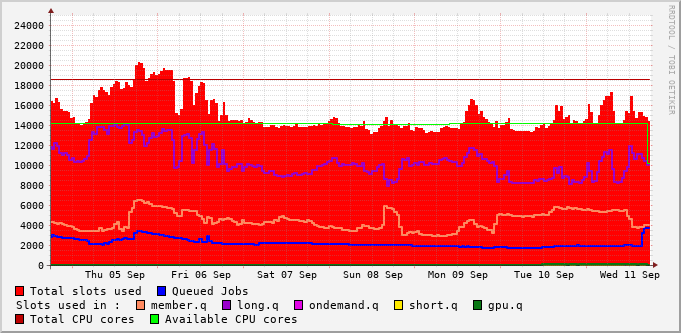 RRDTOOL / TOBI OETIKER
24000
22000
20000
18000
16000
14000
12000
10000
8000
6000
4000
2000
0
Thu 05 Sep Fri 06 Sep Sat 07 Sep Sun 08 Sep Mon 09 Sep Tue 10 Sep Wed 11 Sep
Total slots used Queued Jobs
Slots used in : member.q long.q ondemand.q short.q gpu.q
Total CPU cores Available CPU cores